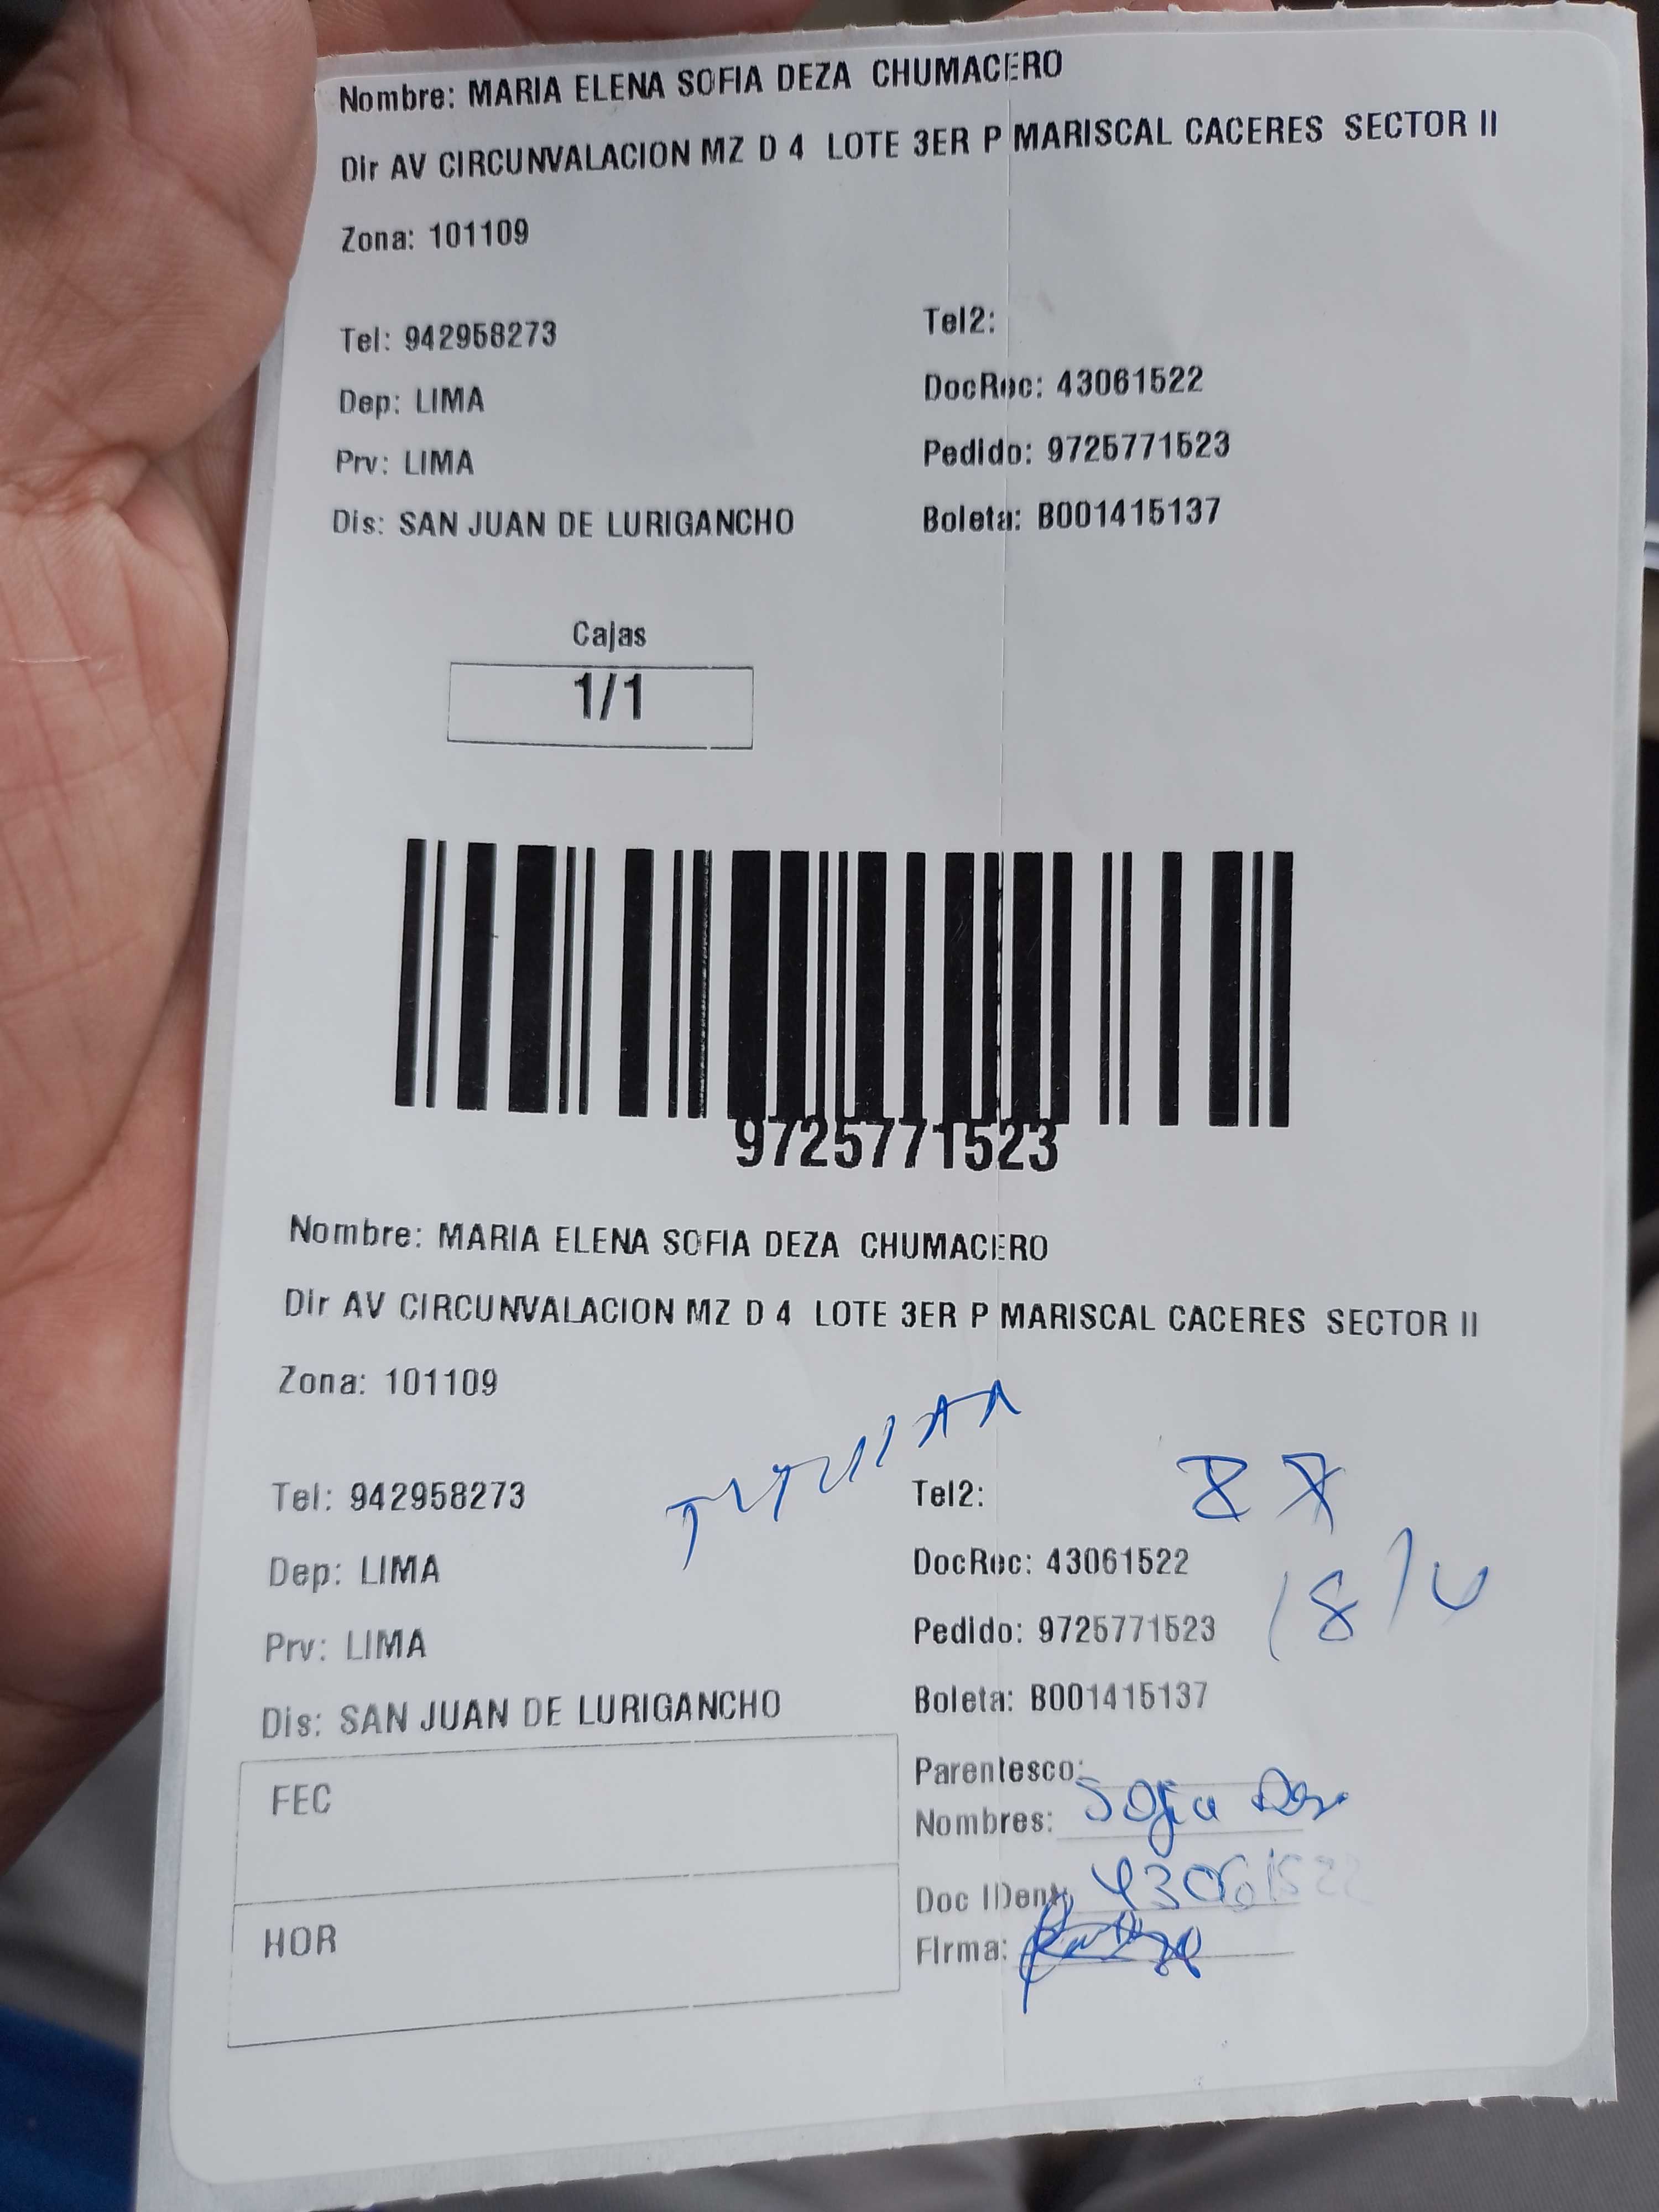 Nombre: MARIA ELENA SOFIA DEZA CHUMACERO
Dir AV CIRCUNVALACION MZ D 4 LOTE 3ER P MARISCAL CACERES SECTOR II
Zona: 101109
Tel: 942958273
Tel2:
Dep: LIMA
DocRec: 43061522
Prv: LIMA
Pedido: 9725771523
Dis: SAN JUAN DE LURIGANCHO
Boleta: B001415137
Cajas
1/1
9725771523
Nombre: MARIA ELENA SOFIA DEZA CHUMACERO
Dir AV CIRCUNVALACION MZ D 4 LOTE 3ER P MARISCAL CACERES SECTOR II
Zona: 101109
TITULAR
Tel: 942958273
Tel2:
Dep: LIMA
DocRec: 43061522
Prv: LIMA
Pedido: 9725771523
Dis: SAN JUAN DE LURIGANCHO
Boleta: B001415137
FEC
Parentesco:
Nombres: Sofia
Doc IDent: 43061522
HOR
Firma: